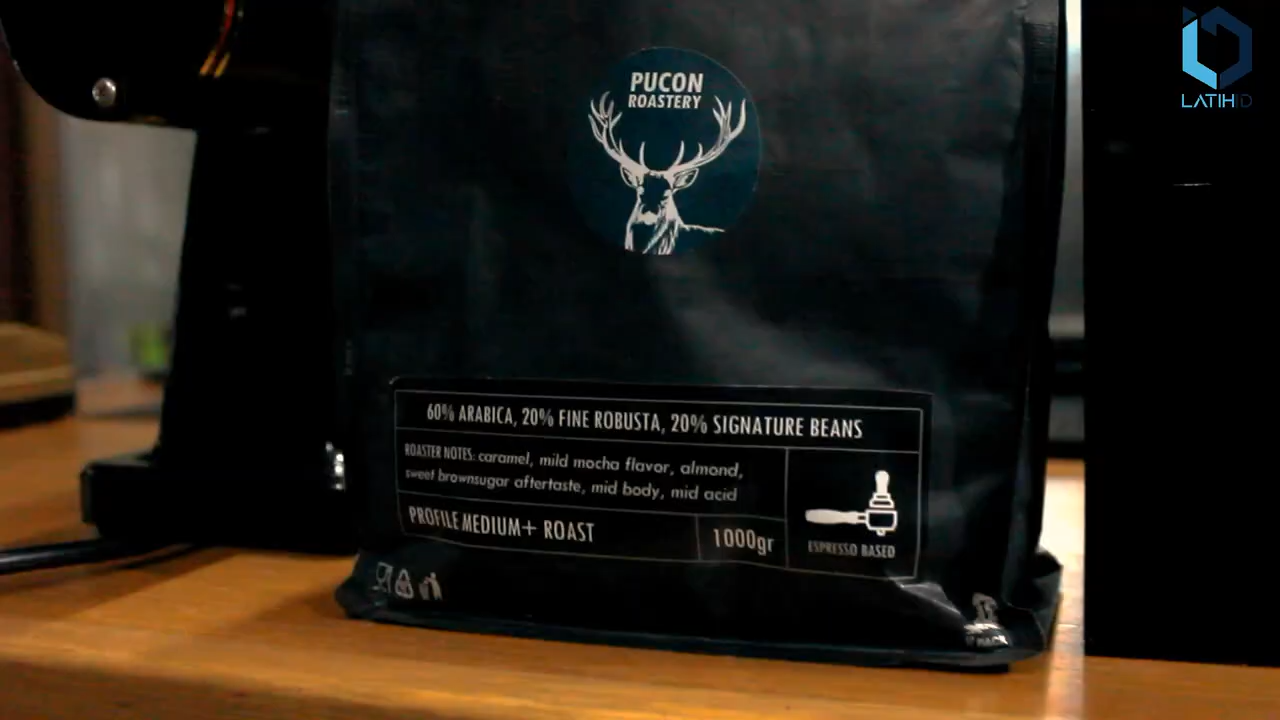 LATIHID
PUCON
ROASTERY
60% ARABICA, 20% FINE ROBUSTA, 20% SIGNATURE BEANS
ROASTER NOTES: caramel, mild mocha flavor, almond,
sweet brownsugar aftertaste, mid body, mid acid
PROFILE MEDIUM+ ROAST
1000gr
ESPRESSO BASED